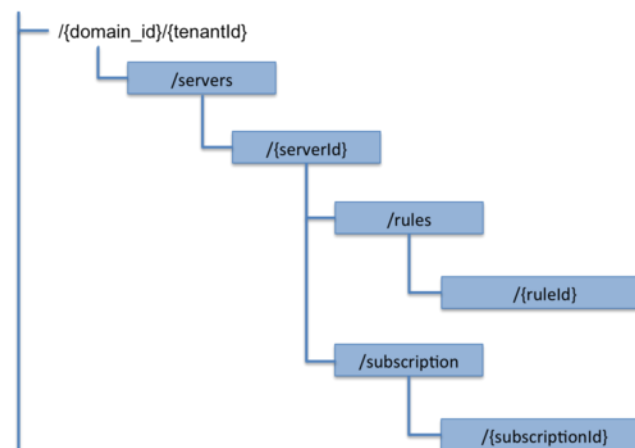 /{domain_id}/{tenantId}
/servers
/{serverId}
/rules
/{ruleId}
/subscription
/{subscriptionId}